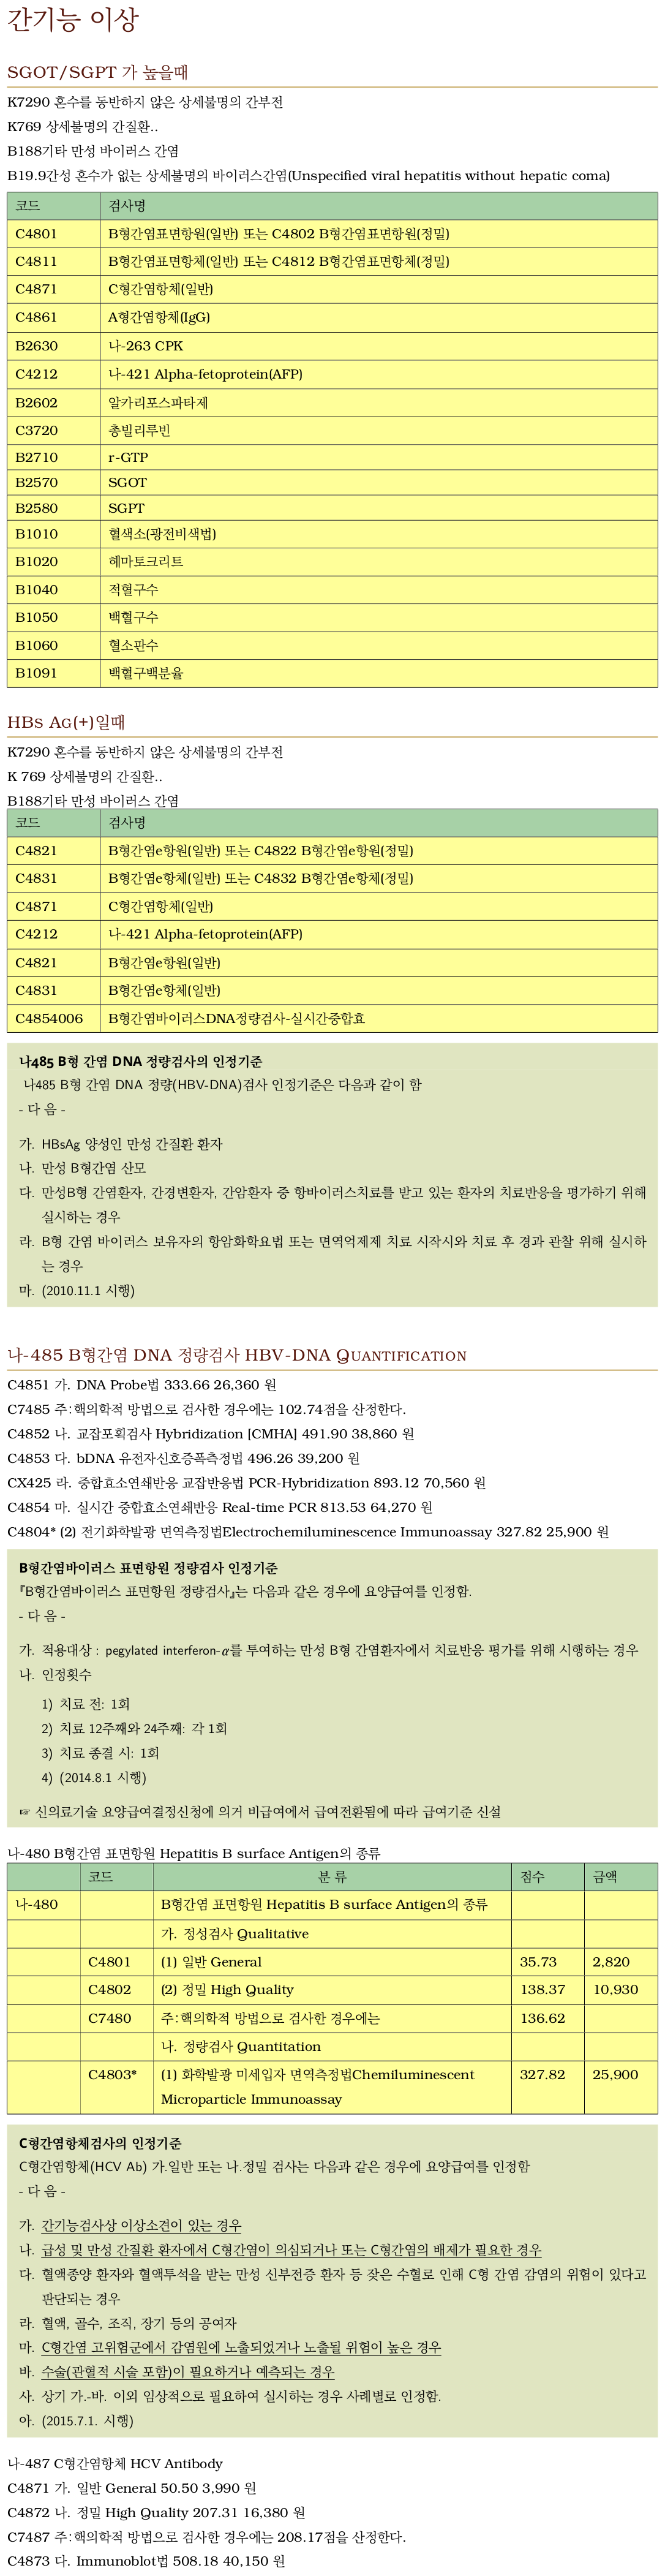 간기능 이상
SGOT/SGPT 가 높을때
K7290 혼수를 동반하지 않은 상세불명의 간부전
K769 상세불명의 간질환..
B188기타 만성 바이러스 간염
B19.9간성 혼수가 없는 상세불명의 바이러스간염(Unspecified viral hepatitis without hepatic coma)
코드 검사명
C4801 B형간염표면항원(일반) 또는 C4802 B형간염표면항원(정밀)
C4811 B형간염표면항체(일반) 또는 C4812 B형간염표면항체(정밀)
C4871 C형간염항체(일반)
C4861 A형간염항체(IgG)
B2630 나-263 CPK
C4212 나-421 Alpha-fetoprotein(AFP)
B2602 알카리포스파타제
C3720 총빌리루빈
B2710 r-GTP
B2570 SGOT
B2580 SGPT
B1010 혈색소(광전비색법)
B1020 헤마토크리트
B1040 적혈구수
B1050 백혈구수
B1060 혈소판수
B1091 백혈구백분율
HBs Ag(+)일때
K7290 혼수를 동반하지 않은 상세불명의 간부전
K 769 상세불명의 간질환..
B188기타 만성 바이러스 간염
코드 검사명
C4821 B형간염e항원(일반) 또는 C4822 B형간염e항원(정밀)
C4831 B형간염e항체(일반) 또는 C4832 B형간염e항체(정밀)
C4871 C형간염항체(일반)
C4212 나-421 Alpha-fetoprotein(AFP)
C4821 B형간염e항원(일반)
C4831 B형간염e항체(일반)
C4854006 B형간염바이러스DNA정량검사-실시간중합효
나485 B형 간염 DNA 정량검사의 인정기준
나485 B형 간염 DNA 정량(HBV-DNA)검사 인정기준은 다음과 같이 함
- 다 음 -
가. HBsAg 양성인 만성 간질환 환자
나. 만성 B형간염 산모
다. 만성B형 간염환자, 간경변환자, 간암환자 중 항바이러스치료를 받고 있는 환자의 치료반응을 평가하기 위해
실시하는 경우
라. B형 간염 바이러스 보유자의 항암화학요법 또는 면역억제제 치료 시작시와 치료 후 경과 관찰 위해 실시하
는 경우
마. (2010.11.1 시행)
나-485 B형간염 DNA 정량검사 HBV-DNA Quantification
C4851 가. DNA Probe법 333.66 26,360 원
C7485 주:핵의학적 방법으로 검사한 경우에는 102.74점을 산정한다.
C4852 나. 교잡포획검사 Hybridization [CMHA] 491.90 38,860 원
C4853 다. bDNA 유전자신호증폭측정법 496.26 39,200 원
CX425 라. 중합효소연쇄반응 교잡반응법 PCR-Hybridization 893.12 70,560 원
C4854 마. 실시간 중합효소연쇄반응 Real-time PCR 813.53 64,270 원
C4804* (2) 전기화학발광 면역측정법Electrochemiluminescence Immunoassay 327.82 25,900 원
B형간염바이러스 표면항원 정량검사 인정기준
『B형간염바이러스 표면항원 정량검사』는 다음과 같은 경우에 요양급여를 인정함.
- 다 음 -
가. 적용대상 : pegylated interferon-α를 투여하는 만성 B형 간염환자에서 치료반응 평가를 위해 시행하는 경우
나. 인정횟수
1) 치료 전: 1회
2) 치료 12주째와 24주째: 각 1회
3) 치료 종결 시: 1회
4) (2014.8.1 시행)
☞ 신의료기술 요양급여결정신청에 의거 비급여에서 급여전환됨에 따라 급여기준 신설
나-480 B형간염 표면항원 Hepatitis B surface Antigen의 종류
코드 분 류 점수 금액
나-480 B형간염 표면항원 Hepatitis B surface Antigen의 종류
가. 정성검사 Qualitative
C4801 (1) 일반 General 35.73 2,820
C4802 (2) 정밀 High Quality 138.37 10,930
C7480 주:핵의학적 방법으로 검사한 경우에는 136.62
나. 정량검사 Quantitation
C4803* (1) 화학발광 미세입자 면역측정법Chemiluminescent 327.82 25,900
Microparticle Immunoassay
C형간염항체검사의 인정기준
C형간염항체(HCV Ab) 가.일반 또는 나.정밀 검사는 다음과 같은 경우에 요양급여를 인정함
- 다 음 -
가. 간기능검사상 이상소견이 있는 경우
나. 급성 및 만성 간질환 환자에서 C형간염이 의심되거나 또는 C형간염의 배제가 필요한 경우
다. 혈액종양 환자와 혈액투석을 받는 만성 신부전증 환자 등 잦은 수혈로 인해 C형 간염 감염의 위험이 있다고
판단되는 경우
라. 혈액, 골수, 조직, 장기 등의 공여자
마. C형간염 고위험군에서 감염원에 노출되었거나 노출될 위험이 높은 경우
바. 수술(관혈적 시술 포함)이 필요하거나 예측되는 경우
사. 상기 가.-바. 이외 임상적으로 필요하여 실시하는 경우 사례별로 인정함.
아. (2015.7.1. 시행)
나-487 C형간염항체 HCV Antibody
C4871 가. 일반 General 50.50 3,990 원
C4872 나. 정밀 High Quality 207.31 16,380 원
C7487 주:핵의학적 방법으로 검사한 경우에는 208.17점을 산정한다.
C4873 다. Immunoblot법 508.18 40,150 원